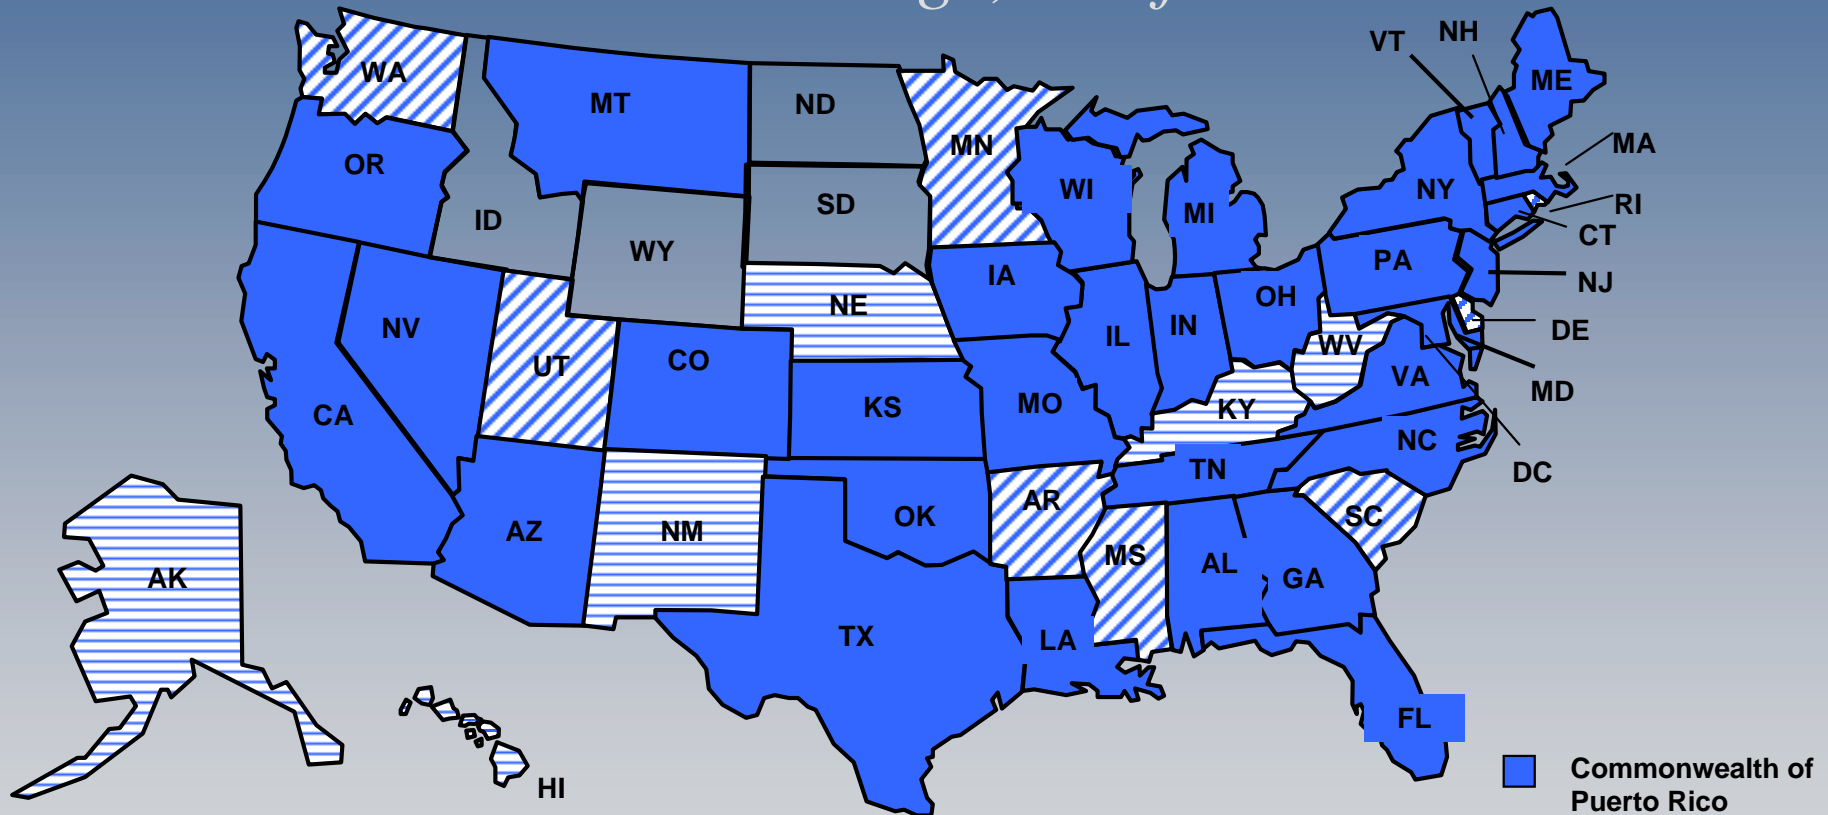 VT
NH
WA
ME
MT
ND
MN
MA
OR
WI
NY
SD
MI
RI
ID
CT
WY
PA
IA
NJ
NE
OH
NV
IN
DE
IL
WV
UT
CO
VA
MD
CA
KS
MO
KY
NC
TN
DC
AR
OK
SC
AZ
NM
MS
AL
AK
GA
TX
LA
FL
HI
Commonwealth of
Puerto Rico